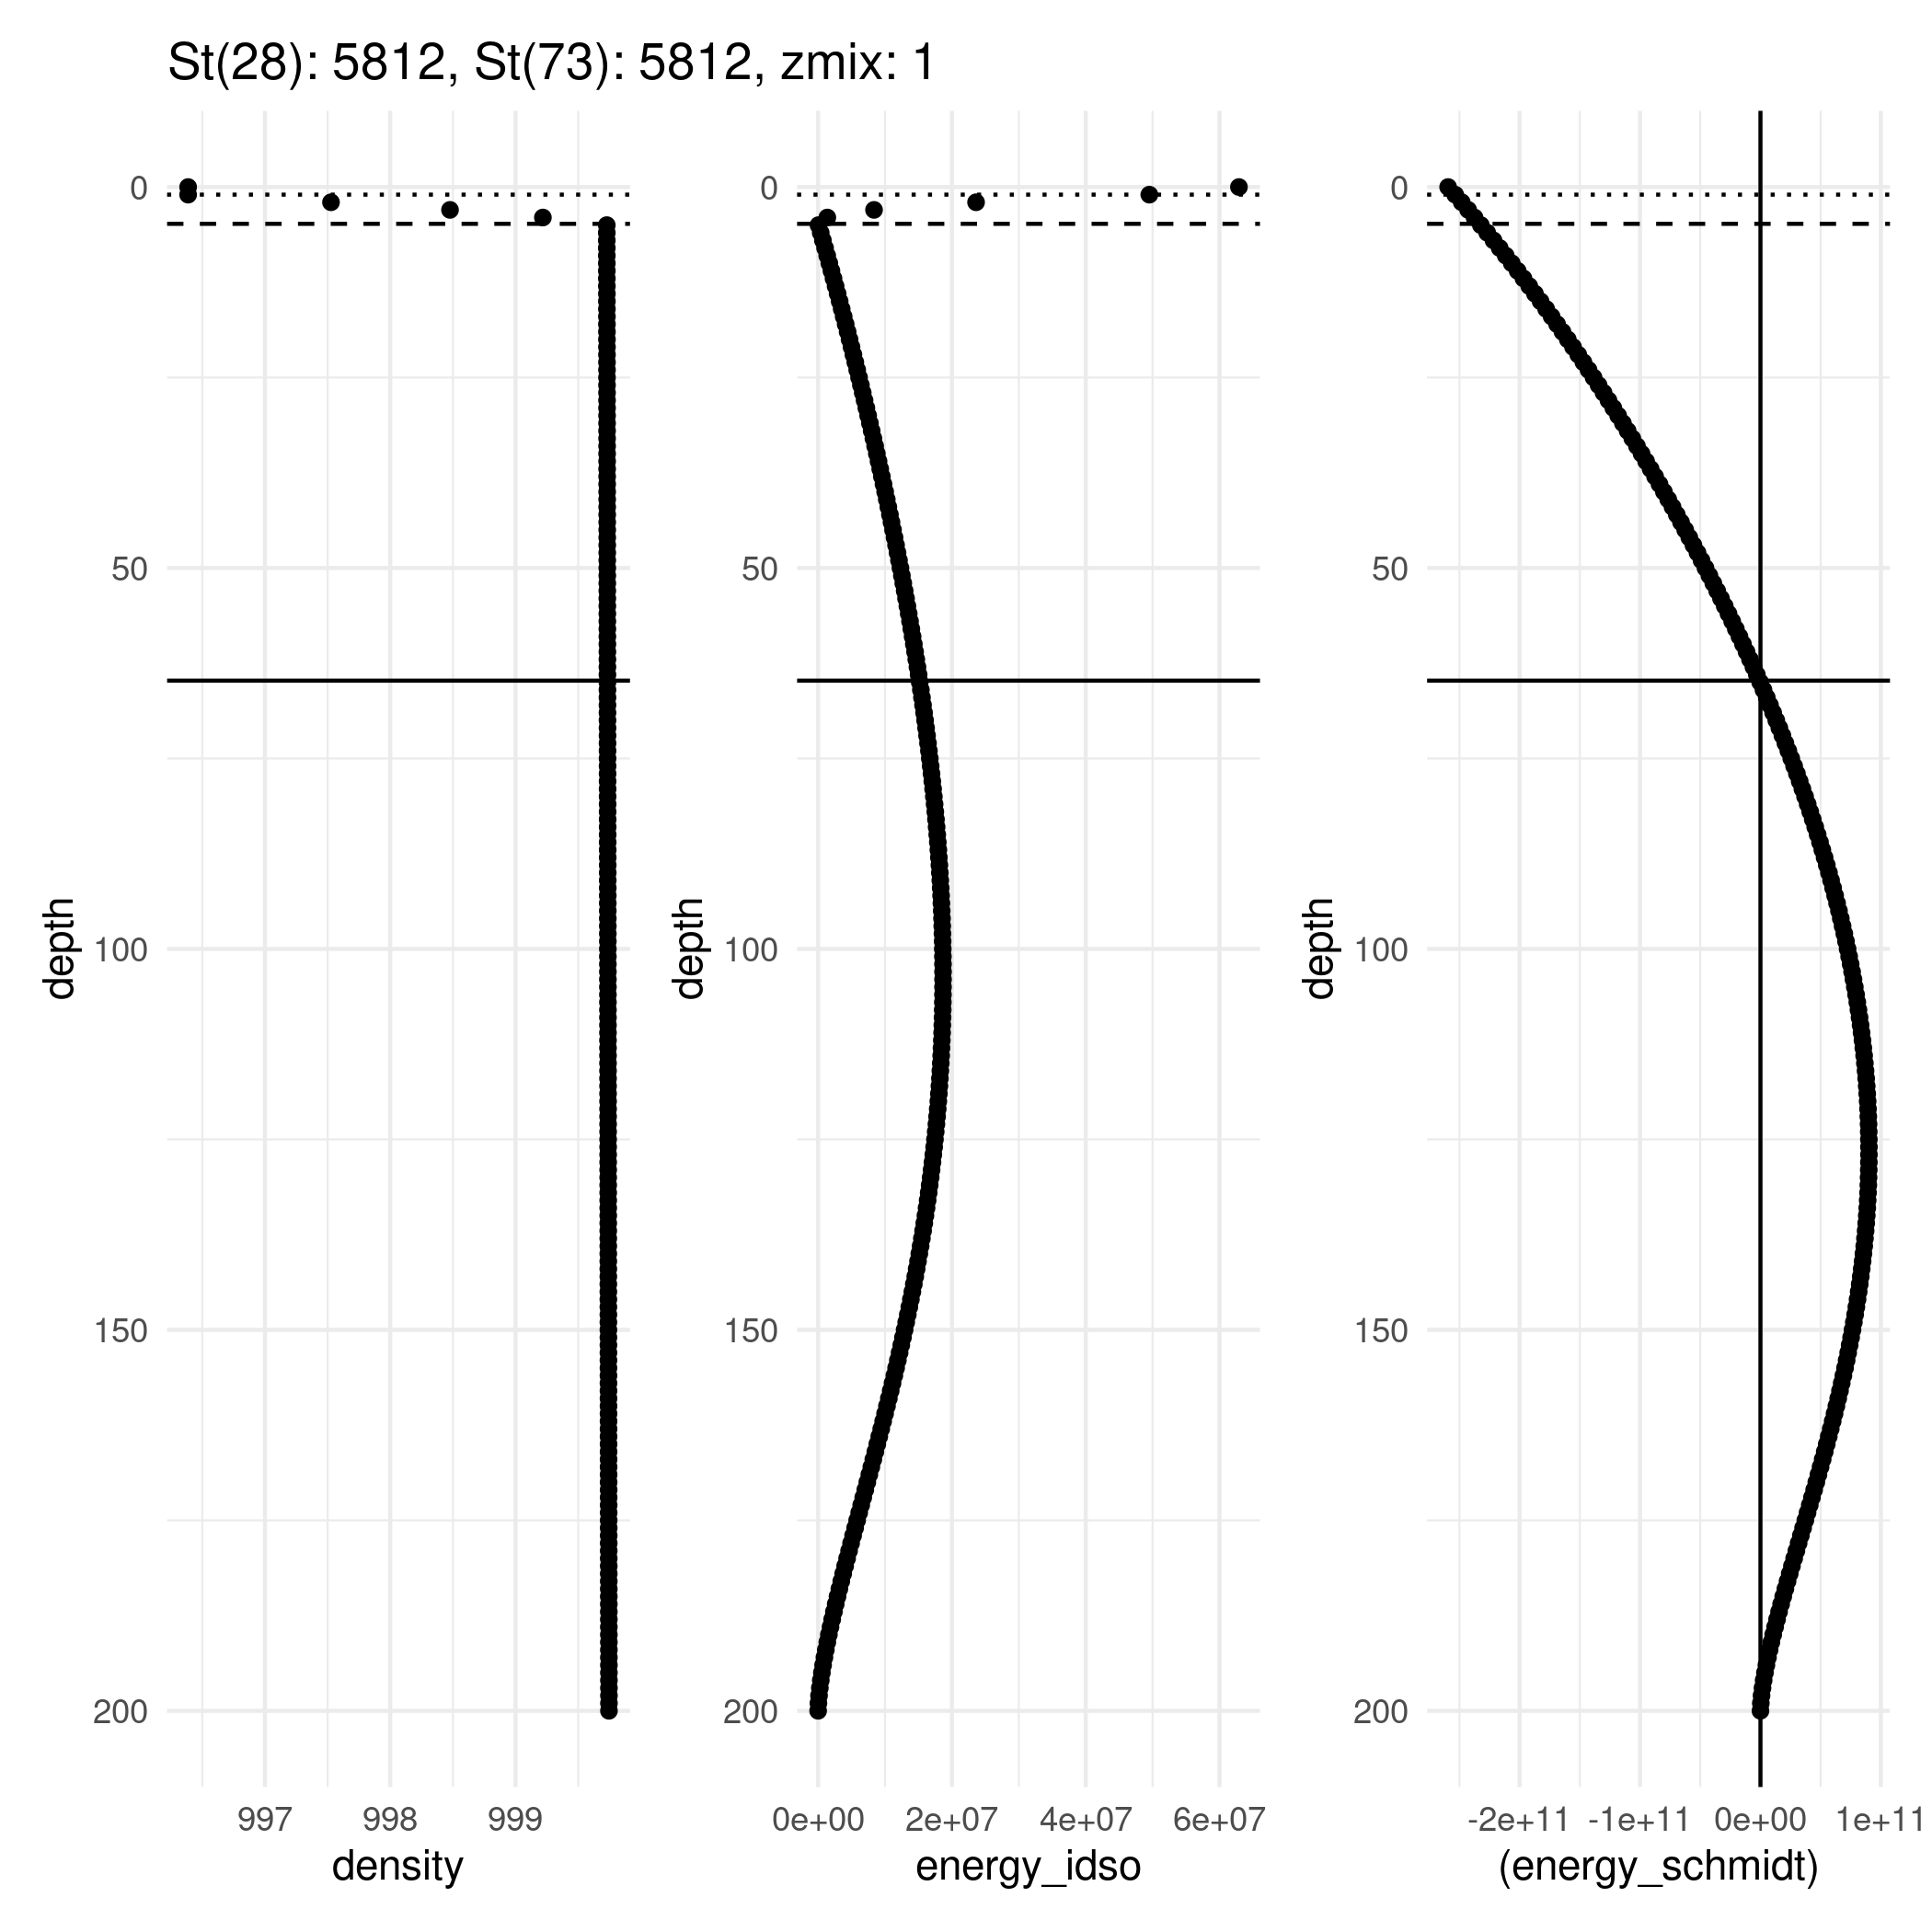 St(28): 5812, St(73): 5812, zmix: 1
0
50
100
150
200
depth
997 998 999
density
0
50
100
150
200
depth
0e+00 2e+07 4e+07 6e+07
energy_idso
0
50
100
150
200
depth
-2e+11 -1e+11 0e+00 1e+11
(energy_schmidt)